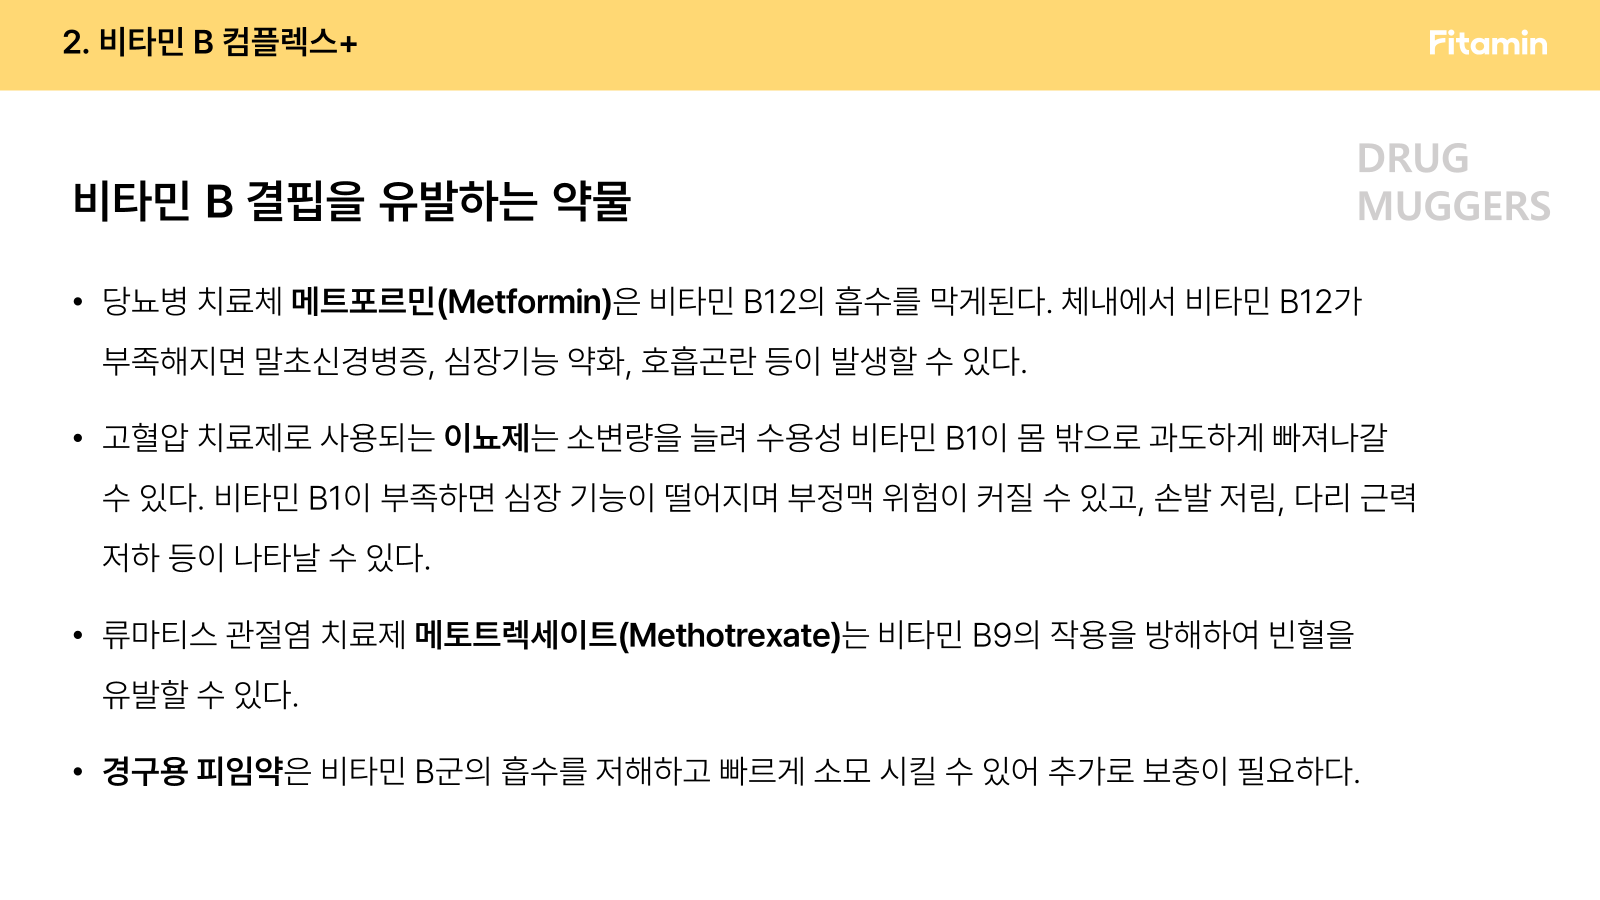 2. 비타민 B 컴플렉스+
Fitamin
DRUG
MUGGERS
비타민 B 결핍을 유발하는 약물
• 당뇨병 치료체 메트포르민(Metformin)은 비타민 B12의 흡수를 막게된다. 체내에서 비타민 B12가
부족해지면 말초신경병증, 심장기능 약화, 호흡곤란 등이 발생할 수 있다.
• 고혈압 치료제로 사용되는 이뇨제는 소변량을 늘려 수용성 비타민 B1이 몸 밖으로 과도하게 빠져나갈
수 있다. 비타민 B1이 부족하면 심장 기능이 떨어지며 부정맥 위험이 커질 수 있고, 손발 저림, 다리 근력
저하 등이 나타날 수 있다.
• 류마티스 관절염 치료제 메토트렉세이트(Methotrexate)는 비타민 B9의 작용을 방해하여 빈혈을
유발할 수 있다.
• 경구용 피임약은 비타민 B군의 흡수를 저해하고 빠르게 소모 시킬 수 있어 추가로 보충이 필요하다.